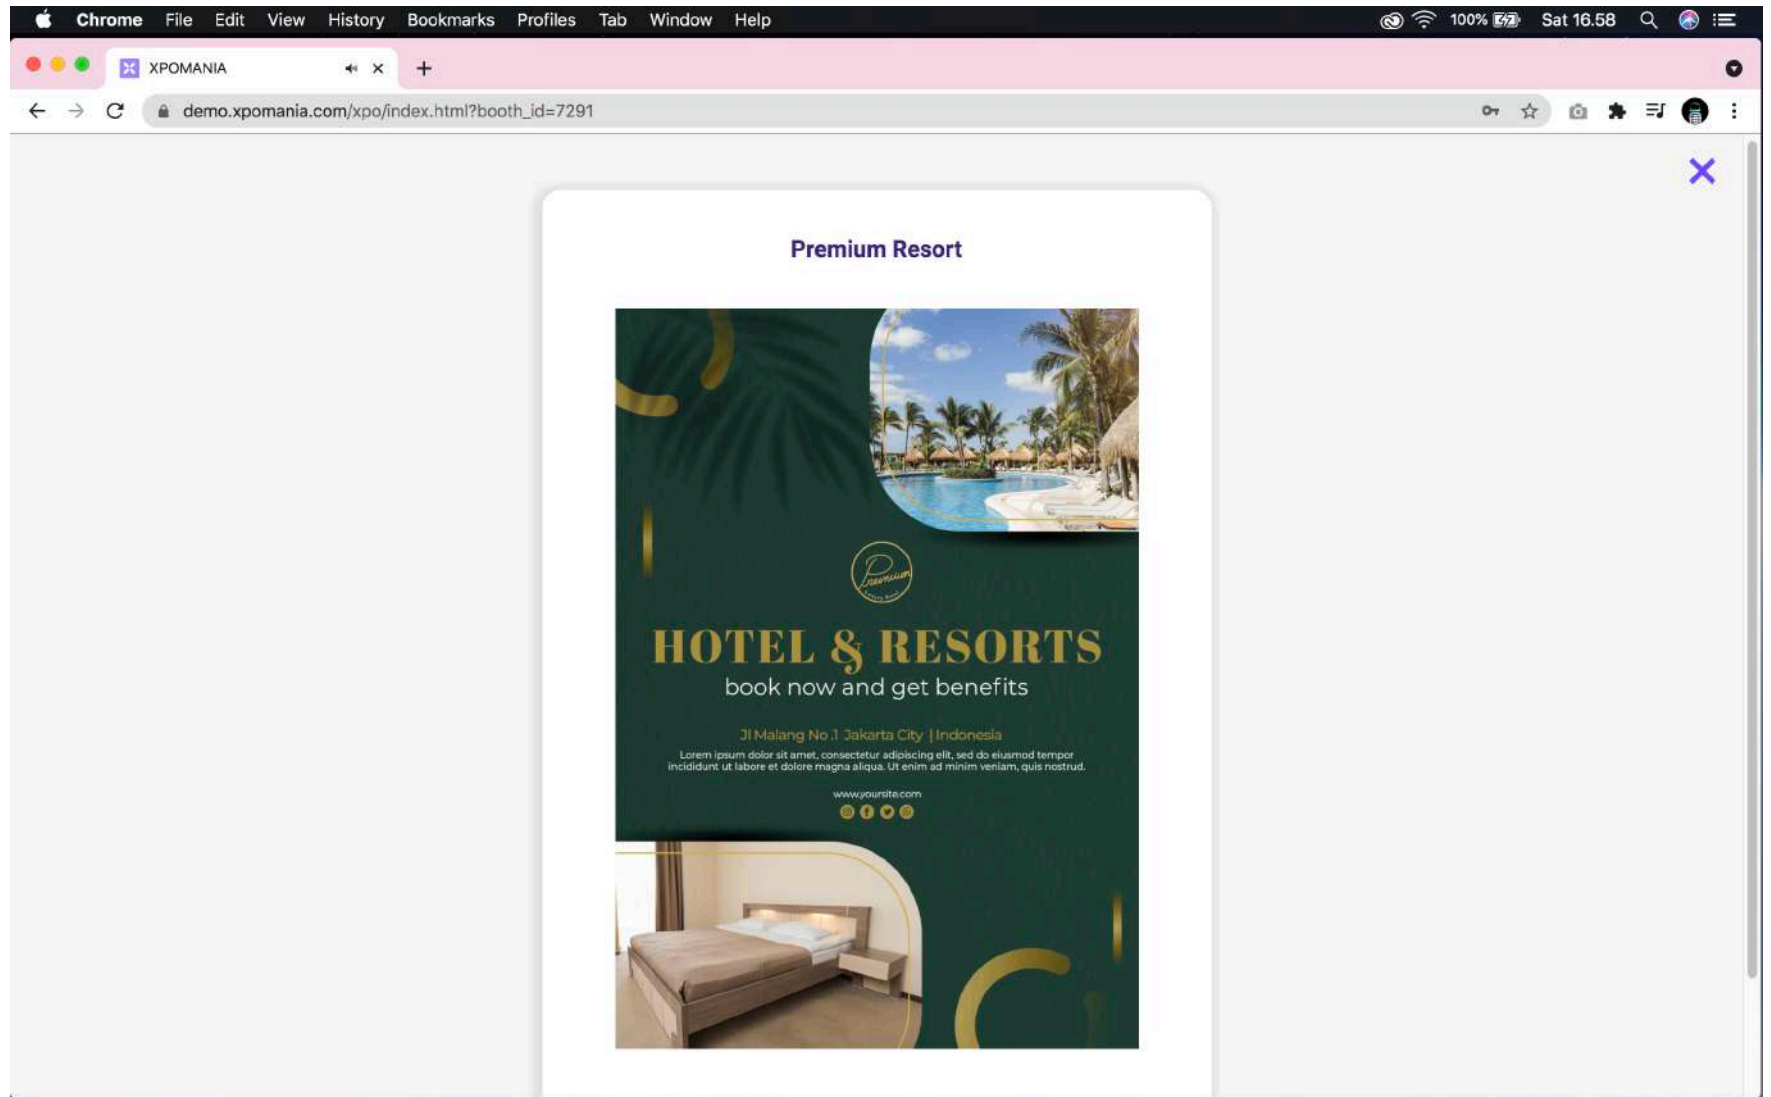 Chrome File Edit View History Bookmarks Profiles Tab Window Help 100% Sat 16.58
XPOMANIA
demo.xpomania.com/xpo/index.html?booth_id=7291
Premium Resort
Premium
Luxury Hotel
HOTEL & RESORTS
book now and get benefits
Jl Malang No .1 Jakarta City | Indonesia
Lorem ipsum dolor sit amet, consectetur adipiscing elit, sed do eiusmod tempor
incididunt ut labore et dolore magna aliqua. Ut enim ad minim veniam, quis nostrud.
www.yoursite.com